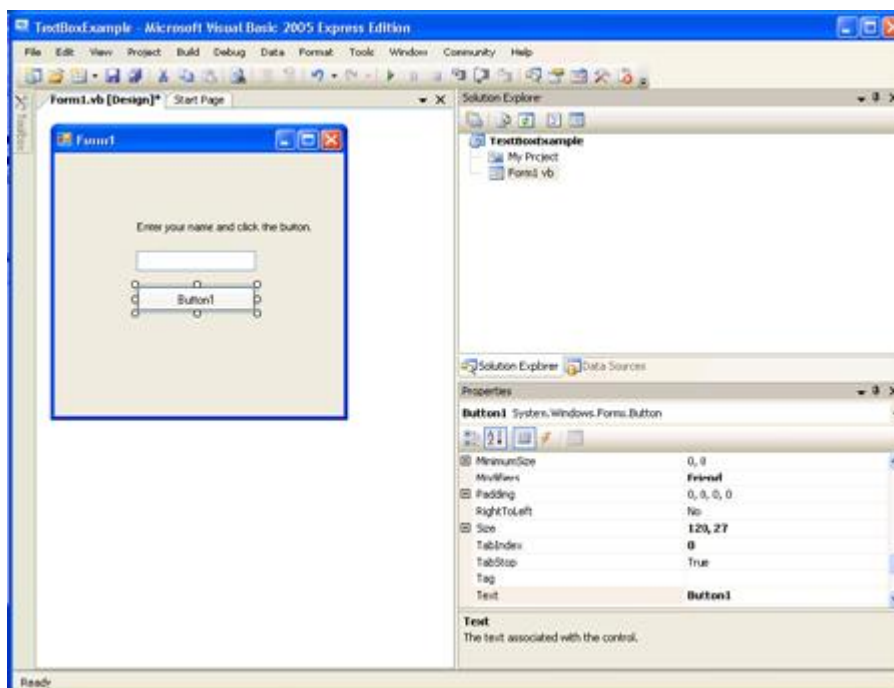 TextBoxExample - Microsoft Visual Basic 2005 Express Edition
File Edit View Project Build Debug Data Format Tools Window Community Help
Toolbox
Form1.vb [Design]* Start Page
Form1
Enter your name and click the button.
Button1
Solution Explorer
TextBoxExample
My Project
Form1.vb
Solution Explorer Data Sources
Properties
Button1 System.Windows.Forms.Button
MinimumSize 0, 0
Modifiers Friend
Padding 0, 0, 0, 0
RightToLeft No
Size 120, 27
TabIndex 0
TabStop True
Tag
Text Button1
Text
The text associated with the control.
Ready